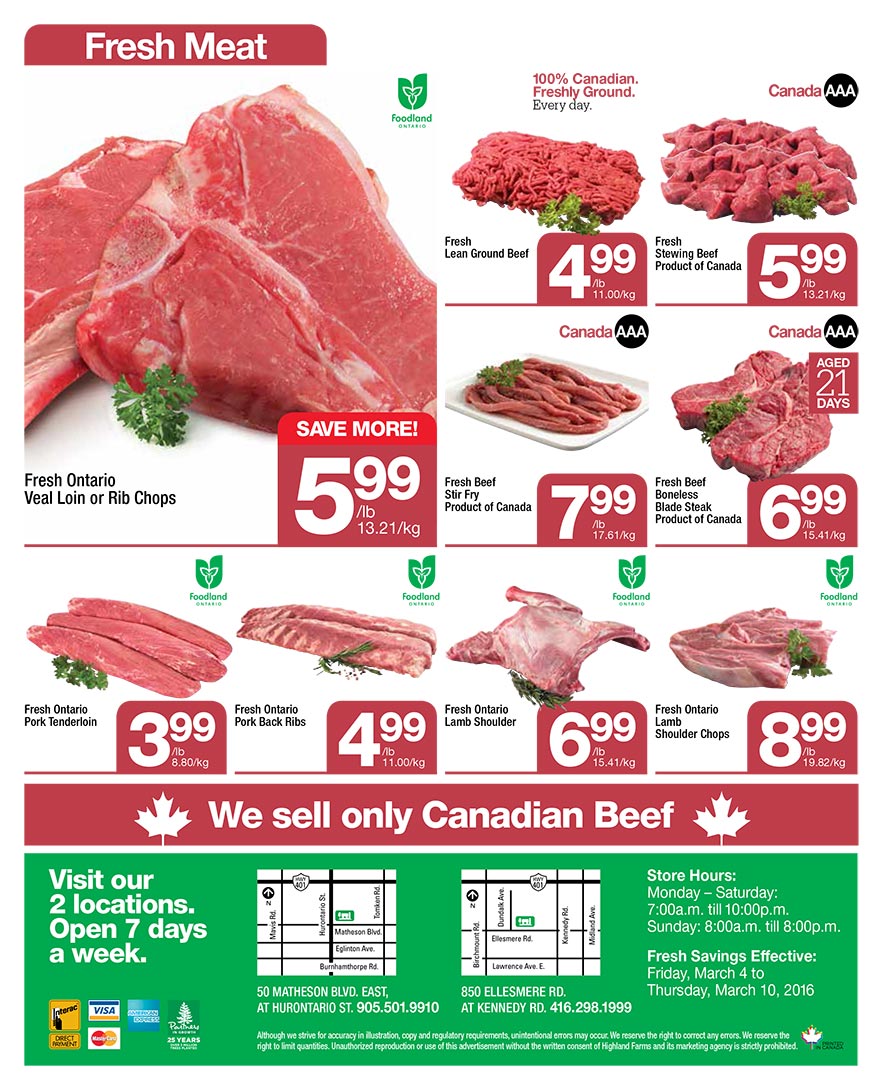 Fresh Meat
Foodland
ONTARIO
SAVE MORE!
Fresh Ontario
Veal Loin or Rib Chops
5.99
/lb
13.21/kg
100% Canadian.
Freshly Ground.
Every day.
Fresh
Lean Ground Beef
4.99
/lb
11.00/kg
Canada AAA
Fresh
Stewing Beef
Product of Canada
5.99
/lb
13.21/kg
Canada AAA
Fresh Beef
Stir Fry
Product of Canada
7.99
/lb
17.61/kg
Canada AAA
AGED
21
DAYS
Fresh Beef
Boneless
Blade Steak
Product of Canada
6.99
/lb
15.41/kg
Foodland
ONTARIO
Fresh Ontario
Pork Tenderloin
3.99
/lb
8.80/kg
Foodland
ONTARIO
Fresh Ontario
Pork Back Ribs
4.99
/lb
11.00/kg
Foodland
ONTARIO
Fresh Ontario
Lamb Shoulder
6.99
/lb
15.41/kg
Foodland
ONTARIO
Fresh Ontario
Lamb
Shoulder Chops
8.99
/lb
19.82/kg
We sell only Canadian Beef
Visit our
2 locations.
Open 7 days
a week.
Interac
DIRECT
PAYMENT
VISA
MasterCard
AMERICAN
EXPRESS
Partners
IN GROWTH
25 YEARS
HWY
401
N
Mavis Rd.
Hurontario St.
Tomken Rd.
Matheson Blvd.
Eglinton Ave.
Burnhamthorpe Rd.
50 MATHESON BLVD. EAST,
AT HURONTARIO ST. 905.501.9910
HWY
401
N
Birchmount Rd.
Dundalk Ave.
Kennedy Rd.
Midland Ave.
Ellesmere Rd.
Lawrence Ave. E.
850 ELLESMERE RD.
AT KENNEDY RD. 416.298.1999
Store Hours:
Monday – Saturday:
7:00a.m. till 10:00p.m.
Sunday: 8:00a.m. till 8:00p.m.
Fresh Savings Effective:
Friday, March 4 to
Thursday, March 10, 2016
Although we strive for accuracy in illustration, copy and regulatory requirements, unintentional errors may occur. We reserve the right to correct any errors. We reserve the
right to limit quantities. Unauthorized reproduction or use of this advertisement without the written consent of Highland Farms and its marketing agency is strictly prohibited.
PRINTED
IN CANADA